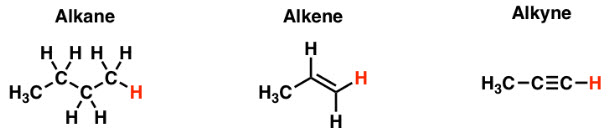 Alkane
H H H H
H₃C C C C H
H H
Alkene
H
H₃C H
H
Alkyne
H₃C–C≡C–H